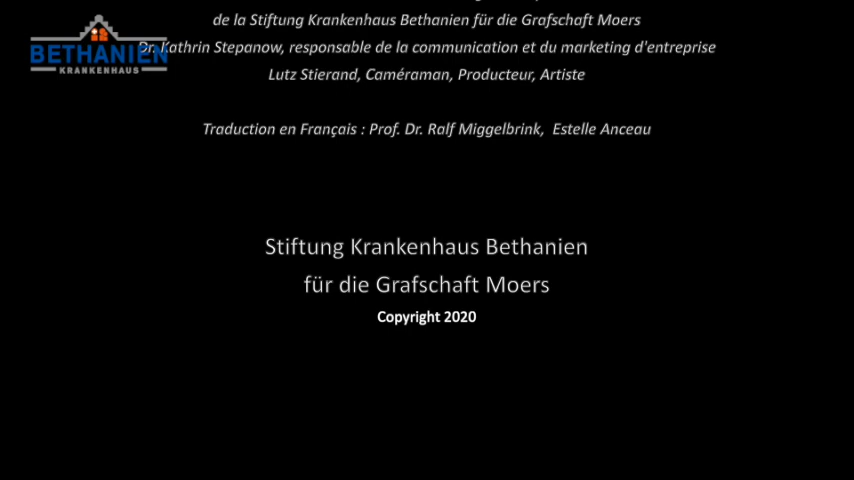 de la Stiftung Krankenhaus Bethanien für die Grafschaft Moers
BETHANIEN
KRANKENHAUS
Dr. Kathrin Stepanow, responsable de la communication et du marketing d'entreprise
Lutz Stierand, Caméraman, Producteur, Artiste
Traduction en Français : Prof. Dr. Ralf Miggelbrink, Estelle Anceau
Stiftung Krankenhaus Bethanien
für die Grafschaft Moers
Copyright 2020